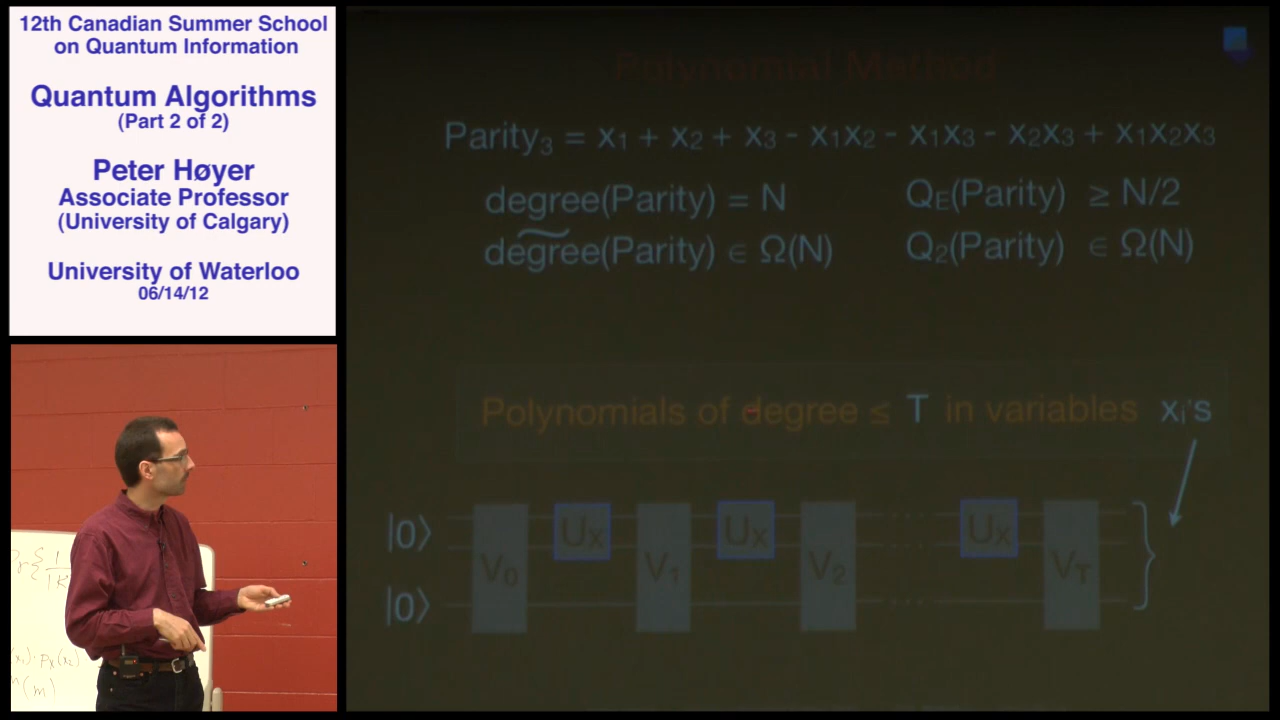 12th Canadian Summer School
on Quantum Information
Quantum Algorithms
(Part 2 of 2)
Peter Høyer
Associate Professor
(University of Calgary)
University of Waterloo
06/14/12
Polynomial Method
Parity₃ = x₁ + x₂ + x₃ - x₁x₂ - x₁x₃ - x₂x₃ + x₁x₂x₃
degree(Parity) = N
Q_E(Parity) ≥ N/2
d͠egree(Parity) ∈ Ω(N)
Q₂(Parity) ∈ Ω(N)
Polynomials of degree ≤ T in variables xᵢ's
|0⟩ Uₓ Uₓ ... Uₓ
V₀ V₁ V₂ V_T
|0⟩ ...